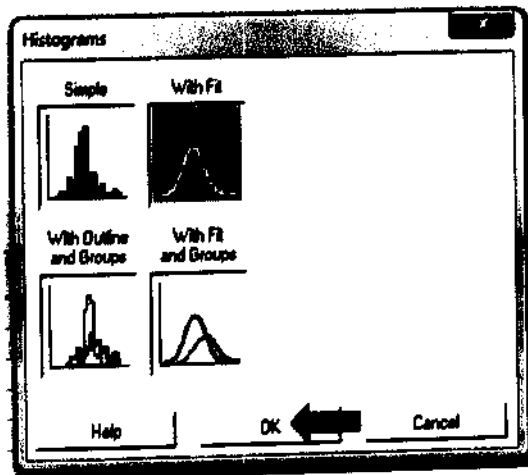 Histograms
x
Simple
With Fit
With Outline
and Groups
With Fit
and Groups
Help
OK
Cancel